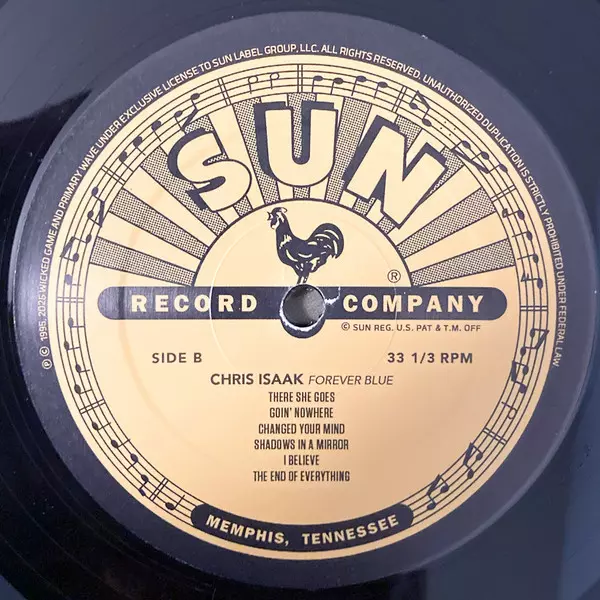 ℗ © 1995, 2025 WICKED GAME AND PRIMARY WAVE UNDER EXCLUSIVE LICENSE TO SUN LABEL GROUP, LLC. ALL RIGHTS RESERVED. UNAUTHORIZED DUPLICATION IS STRICTLY PROHIBITED UNDER FEDERAL LAW
SUN
®
RECORD COMPANY
© SUN REG. U.S. PAT & T.M. OFF
SIDE B 33 1/3 RPM
CHRIS ISAAK FOREVER BLUE
THERE SHE GOES
GOIN' NOWHERE
CHANGED YOUR MIND
SHADOWS IN A MIRROR
I BELIEVE
THE END OF EVERYTHING
MEMPHIS, TENNESSEE